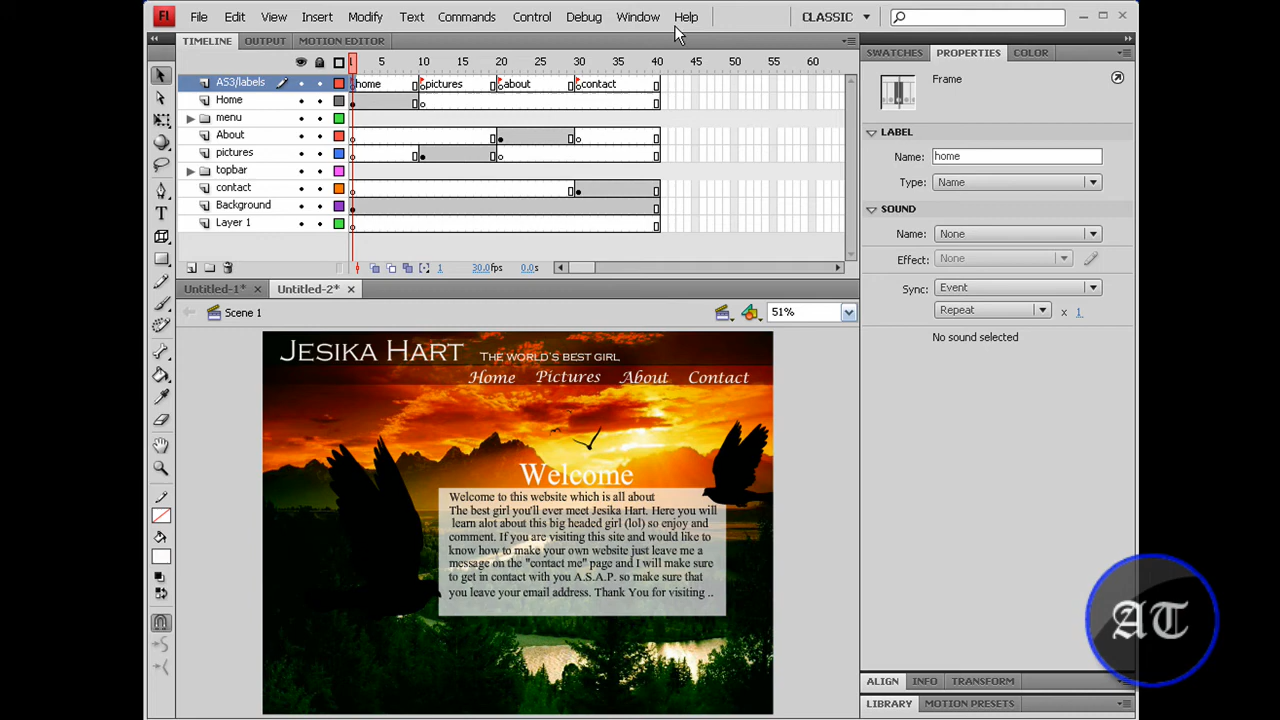 Fl File Edit View Insert Modify Text Commands Control Debug Window Help CLASSIC
TIMELINE OUTPUT MOTION EDITOR
SWATCHES PROPERTIES COLOR
5 10 15 20 25 30 35 40 45 50 55 60
AS3/labels home pictures about contact
Home
menu
About
pictures
topbar
contact
Background
Layer 1
1 30.0fps 0.0s
Untitled-1* Untitled-2*
Scene 1 51%
JESIKA HART THE WORLD'S BEST GIRL
Home Pictures About Contact
Welcome
Welcome to this website which is all about
The best girl you'll ever meet Jesika Hart. Here you will
learn alot about this big headed girl (lol) so enjoy and
comment. If you are visiting this site and would like to
know how to make your own website just leave me a
message on the "contact me" page and I will make sure
to get in contact with you A.S.A.P. so make sure that
you leave your email address. Thank You for visiting ..
Frame
LABEL
Name: home
Type: Name
SOUND
Name: None
Effect: None
Sync: Event
Repeat x 1
No sound selected
AT
ALIGN INFO TRANSFORM
LIBRARY MOTION PRESETS